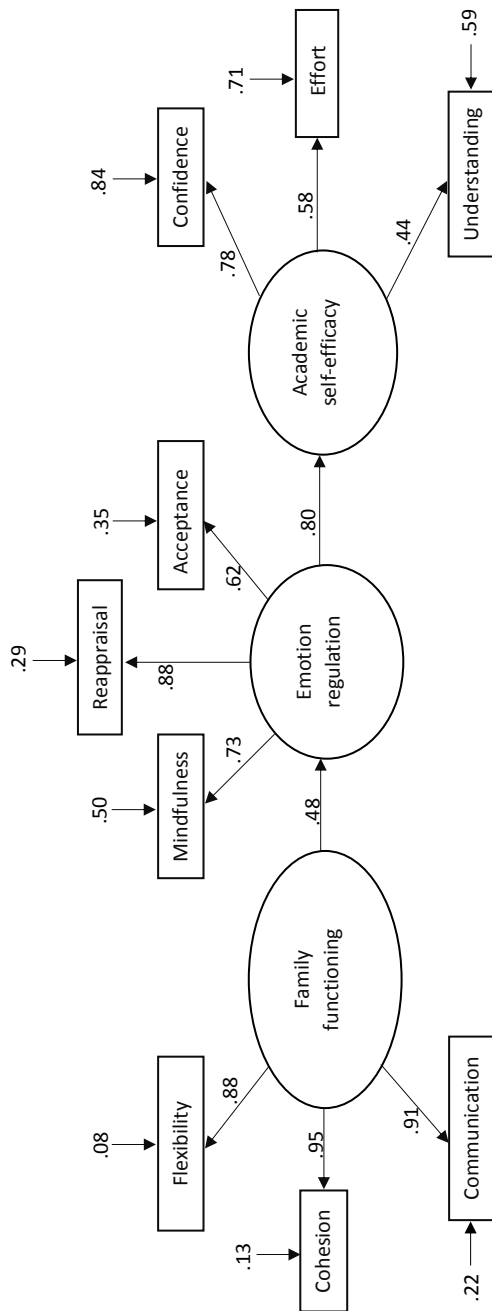 .08
Flexibility
.88
.13
Cohesion
.95
Family
functioning
.91
.22
Communication
.48
.50
Mindfulness
.73
.29
Reappraisal
.88
.35
Acceptance
.62
Emotion
regulation
.80
.84
Confidence
.78
Academic
self-efficacy
.58
.71
Effort
.44
Understanding
.59